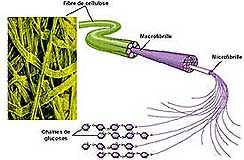 Fibre de cellulose
Macrofibrille
Microfibrille
Chaînes de
glucoses